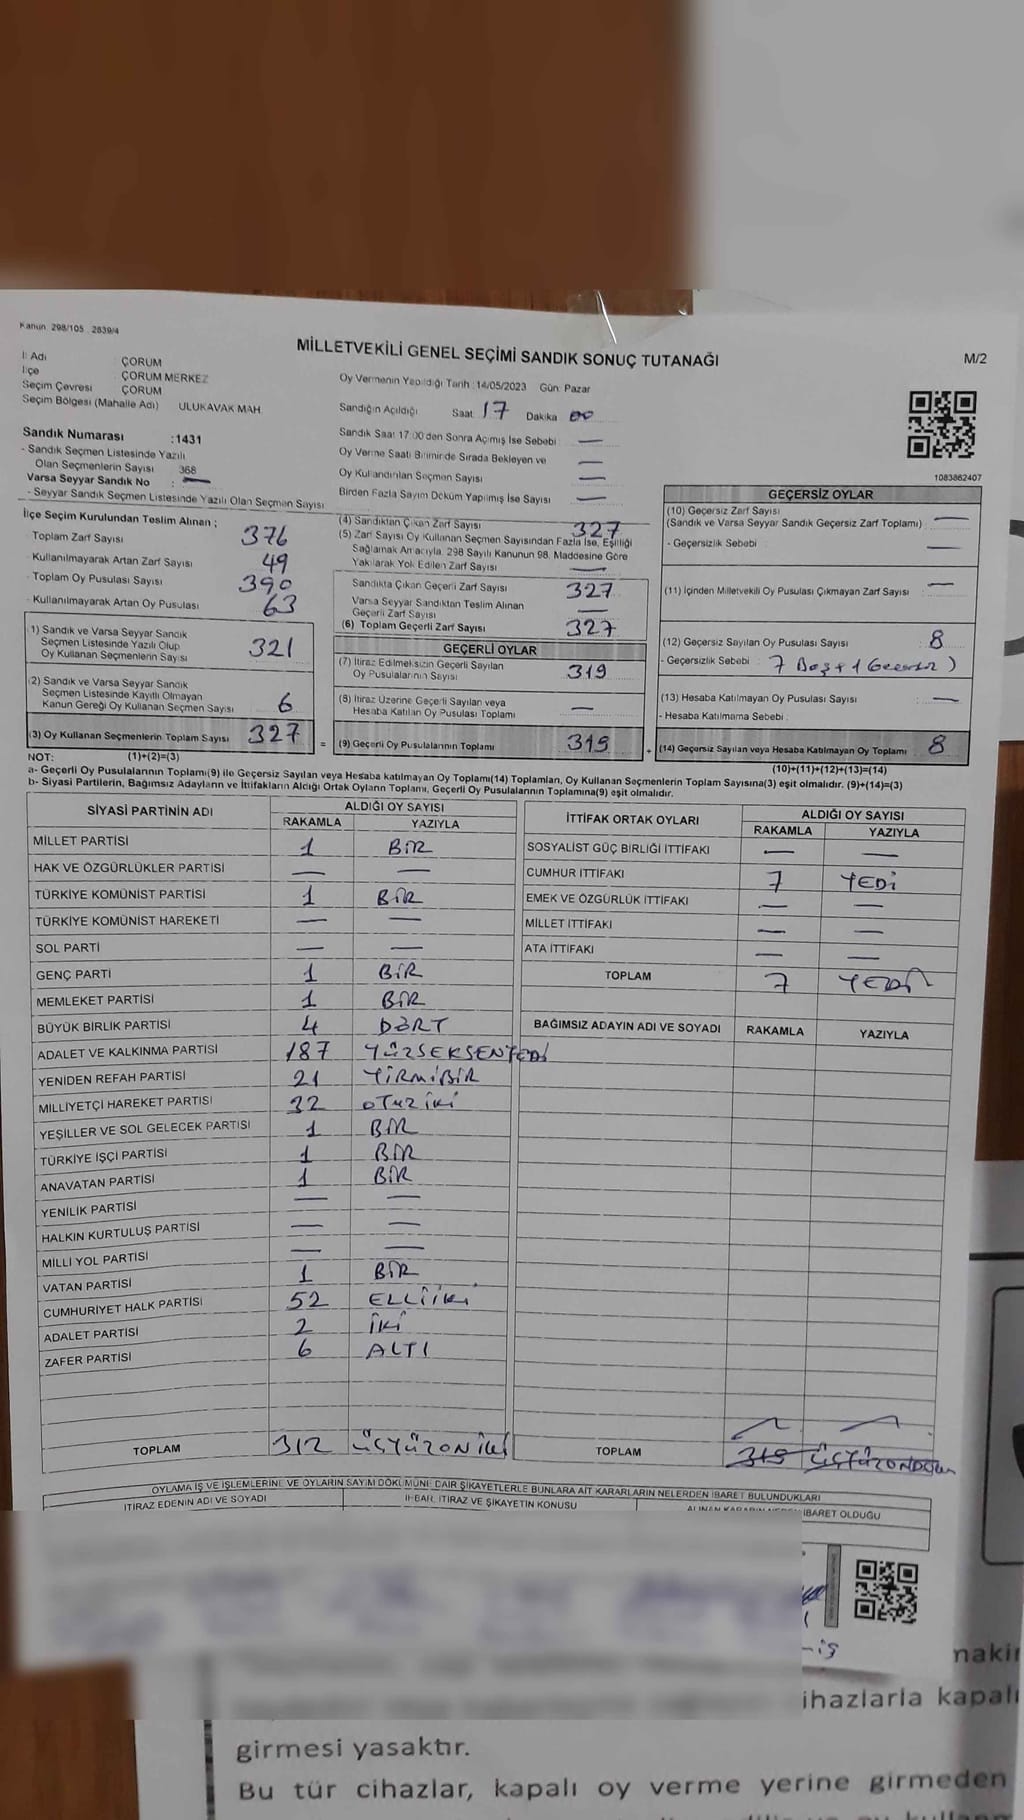 Kanun 298/105 2839/4
MİLLETVEKİLİ GENEL SEÇİMİ SANDIK SONUÇ TUTANAĞI
M/2
İl Adı ÇORUM
İlçe ÇORUM MERKEZ
Seçim Çevresi ÇORUM
Seçim Bölgesi (Mahalle Adı) ULUKAVAK MAH.
Sandık Numarası :1431
- Sandık Seçmen Listesinde Yazılı
Olan Seçmenlerin Sayısı 368
Varsa Seyyar Sandık No : —
- Seyyar Sandık Seçmen Listesinde Yazılı Olan Seçmen Sayısı
Oy Vermenin Yapıldığı Tarih : 14/05/2023 Gün: Pazar
Sandığın Açıldığı Saat 17 Dakika 00
Sandık Saat 17:00 den Sonra Açılmış İse Sebebi : —
Oy Verme Saati Bitiminde Sırada Bekleyen ve —
Oy Kullandırılan Seçmen Sayısı —
Birden Fazla Sayım Döküm Yapılmış İse Sayısı —
1083862407
İlçe Seçim Kurulundan Teslim Alınan ;
- Toplam Zarf Sayısı 376
- Kullanılmayarak Artan Zarf Sayısı 49
- Toplam Oy Pusulası Sayısı 390
- Kullanılmayarak Artan Oy Pusulası 63
1) Sandık ve Varsa Seyyar Sandık
Seçmen Listesinde Yazılı Olup
Oy Kullanan Seçmenlerin Sayısı 321
(2) Sandık ve Varsa Seyyar Sandık
Seçmen Listesinde Kayıtlı Olmayan
Kanun Gereği Oy Kullanan Seçmen Sayısı 6
(3) Oy Kullanan Seçmenlerin Toplam Sayısı 327 =
(4) Sandıktan Çıkan Zarf Sayısı 327
(5) Zarf Sayısı Oy Kullanan Seçmen Sayısından Fazla İse, Eşitliği
Sağlamak Amacıyla, 298 Sayılı Kanunun 98. Maddesine Göre
Yakılarak Yok Edilen Zarf Sayısı —
Sandıkta Çıkan Geçerli Zarf Sayısı 327
Varsa Seyyar Sandıktan Teslim Alınan
Geçerli Zarf Sayısı —
(6) Toplam Geçerli Zarf Sayısı 327
GEÇERLİ OYLAR
(7) İtiraz Edilmeksizin Geçerli Sayılan
Oy Pusulalarının Sayısı 319
(8) İtiraz Üzerine Geçerli Sayılan veya
Hesaba Katılan Oy Pusulası Toplamı —
(9) Geçerli Oy Pusulalarının Toplamı 319 +
GEÇERSİZ OYLAR
(10) Geçersiz Zarf Sayısı
(Sandık ve Varsa Seyyar Sandık Geçersiz Zarf Toplamı) : —
- Geçersizlik Sebebi : —
(11) İçinden Milletvekili Oy Pusulası Çıkmayan Zarf Sayısı : —
(12) Geçersiz Sayılan Oy Pusulası Sayısı : 8
- Geçersizlik Sebebi : 7 Boş + 1 Geçersiz )
(13) Hesaba Katılmayan Oy Pusulası Sayısı : —
- Hesaba Katılmama Sebebi :
(14) Geçersiz Sayılan veya Hesaba Katılmayan Oy Toplamı 8
NOT: (1)+(2)=(3)
(10)+(11)+(12)+(13)=(14)
a- Geçerli Oy Pusulalarının Toplamı(9) ile Geçersiz Sayılan veya Hesaba katılmayan Oy Toplamı(14) Toplamları, Oy Kullanan Seçmenlerin Toplam Sayısına(3) eşit olmalıdır. (9)+(14)=(3)
b- Siyasi Partilerin, Bağımsız Adayların ve İttifakların Aldığı Ortak Oyların Toplamı, Geçerli Oy Pusulalarının Toplamına(9) eşit olmalıdır.
SİYASİ PARTİNİN ADI ALDIĞI OY SAYISI
RAKAMLA YAZIYLA
MİLLET PARTİSİ 1 BİR
HAK VE ÖZGÜRLÜKLER PARTİSİ — —
TÜRKİYE KOMÜNİST PARTİSİ 1 BİR
TÜRKİYE KOMÜNİST HAREKETİ — —
SOL PARTİ — —
GENÇ PARTİ 1 BİR
MEMLEKET PARTİSİ 1 BİR
BÜYÜK BİRLİK PARTİSİ 4 DÖRT
ADALET VE KALKINMA PARTİSİ 187 YÜZSEKSENYEDİ
YENİDEN REFAH PARTİSİ 21 YİRMİBİR
MİLLİYETÇİ HAREKET PARTİSİ 32 OTUZİKİ
YEŞİLLER VE SOL GELECEK PARTİSİ 1 BİR
TÜRKİYE İŞÇİ PARTİSİ 1 BİR
ANAVATAN PARTİSİ 1 BİR
YENİLİK PARTİSİ — —
HALKIN KURTULUŞ PARTİSİ — —
MİLLİ YOL PARTİSİ — —
VATAN PARTİSİ 1 BİR
CUMHURİYET HALK PARTİSİ 52 ELLİİKİ
ADALET PARTİSİ 2 İKİ
ZAFER PARTİSİ 6 ALTI
TOPLAM 312 ÜÇYÜZONİKİ
İTTİFAK ORTAK OYLARI ALDIĞI OY SAYISI
RAKAMLA YAZIYLA
SOSYALİST GÜÇ BİRLİĞİ İTTİFAKI — —
CUMHUR İTTİFAKI 7 YEDİ
EMEK VE ÖZGÜRLÜK İTTİFAKI — —
MİLLET İTTİFAKI — —
ATA İTTİFAKI — —
TOPLAM 7 YEDİ
BAĞIMSIZ ADAYIN ADI VE SOYADI RAKAMLA YAZIYLA
TOPLAM 319
OYLAMA İŞ VE İŞLEMLERİNE VE OYLARIN SAYIM DÖKÜMÜNE DAİR ŞİKAYETLERLE BUNLARA AİT KARARLARIN NELERDEN İBARET BULUNDUKLARI
İTİRAZ EDENİN ADI VE SOYADI İHBAR, İTİRAZ VE ŞİKAYETİN KONUSU ALINAN KARARIN NEDEN İBARET OLDUĞU
ihazlarla kapalı
girmesi yasaktır.
Bu tür cihazlar, kapalı oy verme yerine girmeden